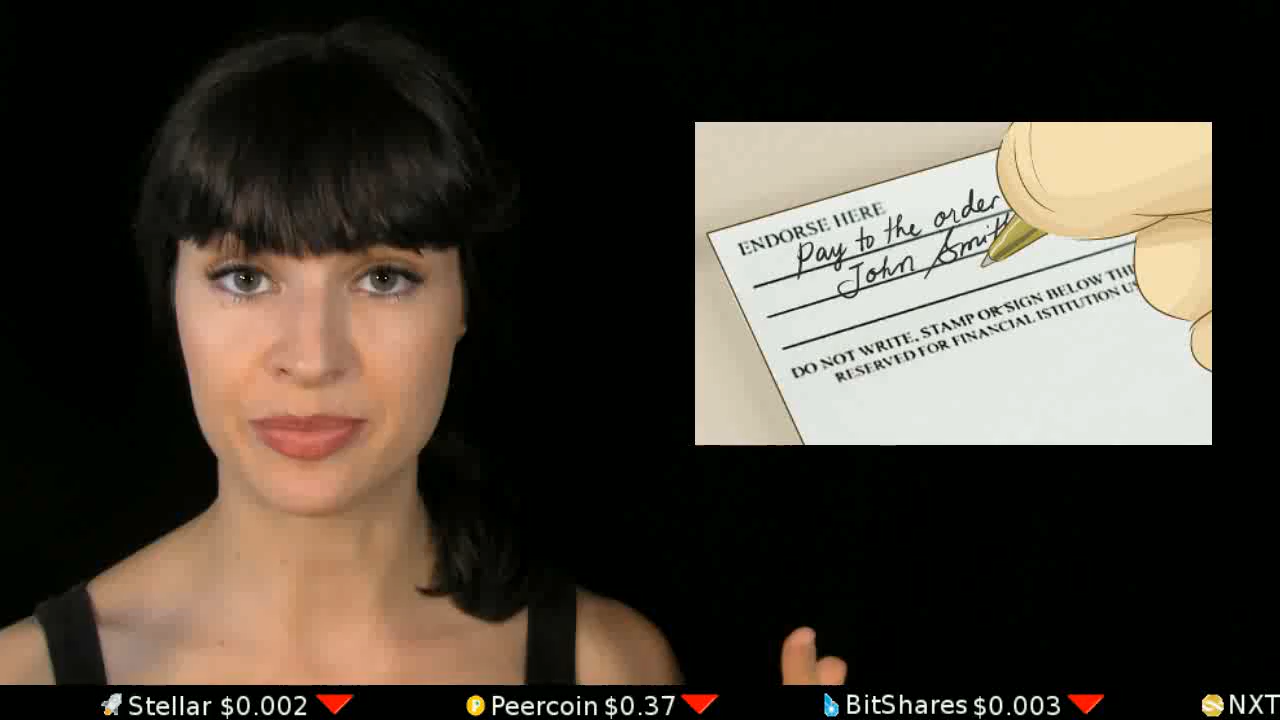 ENDORSE HERE
Pay to the order
John Smith
DO NOT WRITE, STAMP OR SIGN BELOW THI
RESERVED FOR FINANCIAL ISTITUTION U
Stellar $0.002 Peercoin $0.37 BitShares $0.003 NXT